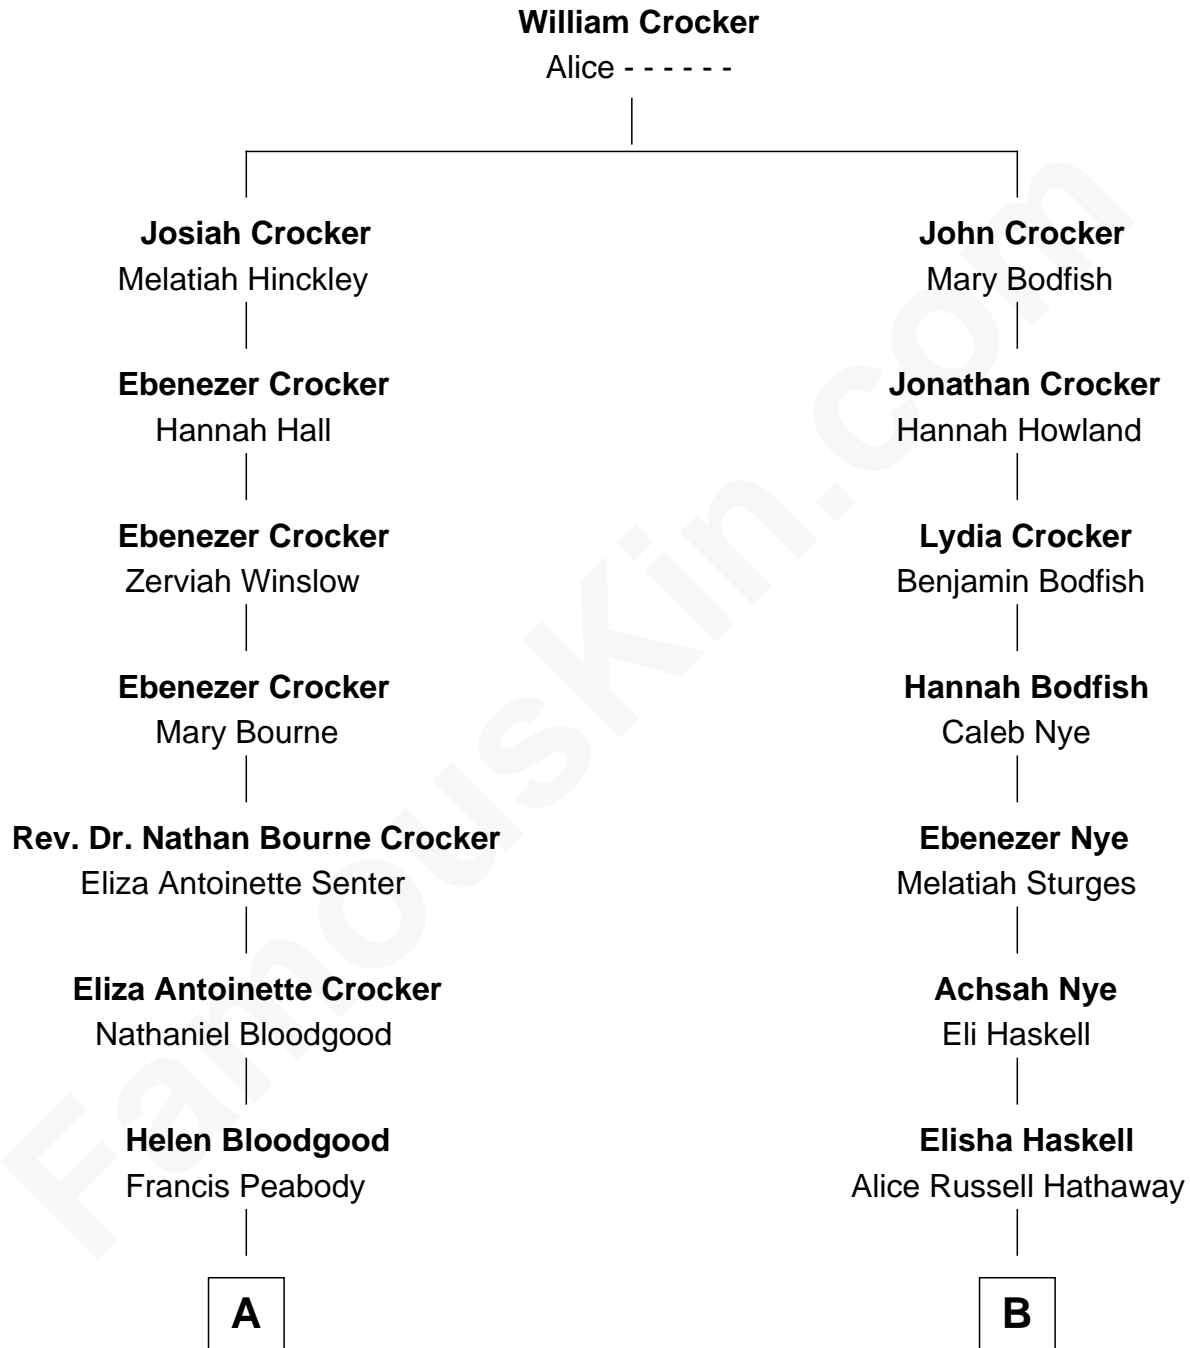 William Crocker
Alice - - - - - -
Josiah Crocker
Melatiah Hinckley
John Crocker
Mary Bodfish
Ebenezer Crocker
Hannah Hall
Jonathan Crocker
Hannah Howland
Ebenezer Crocker
Zerviah Winslow
Lydia Crocker
Benjamin Bodfish
Ebenezer Crocker
Mary Bourne
Hannah Bodfish
Caleb Nye
Rev. Dr. Nathan Bourne Crocker
Eliza Antoinette Senter
Ebenezer Nye
Melatiah Sturges
Eliza Antoinette Crocker
Nathaniel Bloodgood
Achsah Nye
Eli Haskell
Helen Bloodgood
Francis Peabody
Elisha Haskell
Alice Russell Hathaway
A
B
FamousKin.com